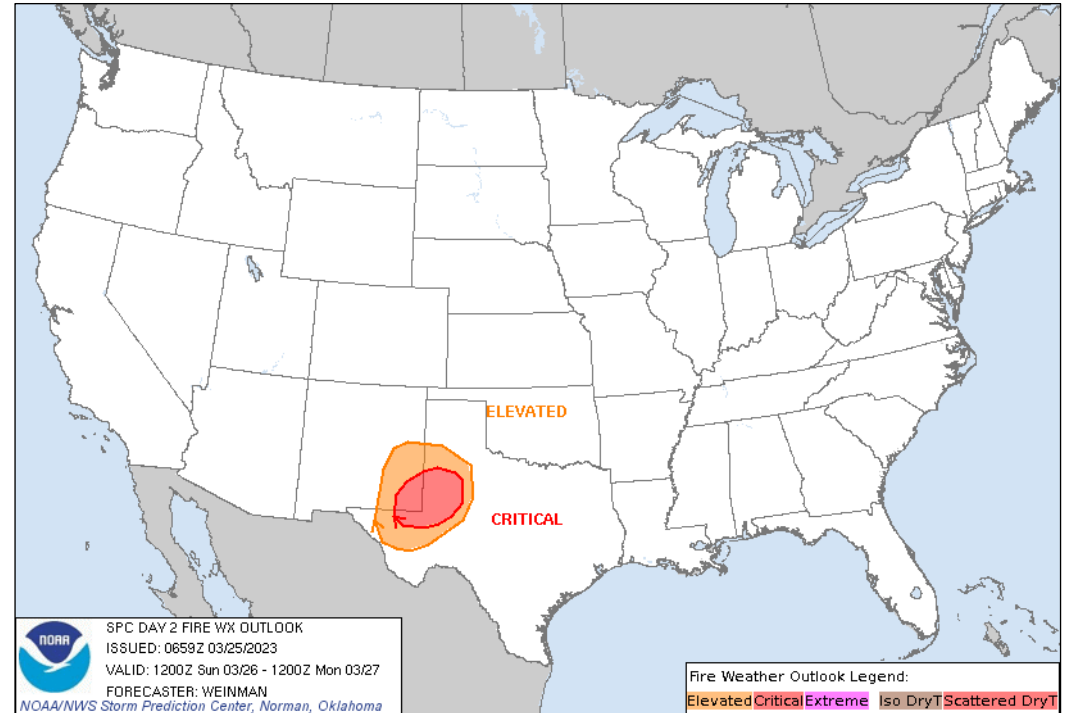 ELEVATED
CRITICAL
NOAA
SPC DAY 2 FIRE WX OUTLOOK
ISSUED: 0659Z 03/25/2023
VALID: 1200Z Sun 03/26 - 1200Z Mon 03/27
FORECASTER: WEINMAN
NOAA/NWS Storm Prediction Center, Norman, Oklahoma
Fire Weather Outlook Legend:
Elevated Critical Extreme Iso DryT Scattered DryT